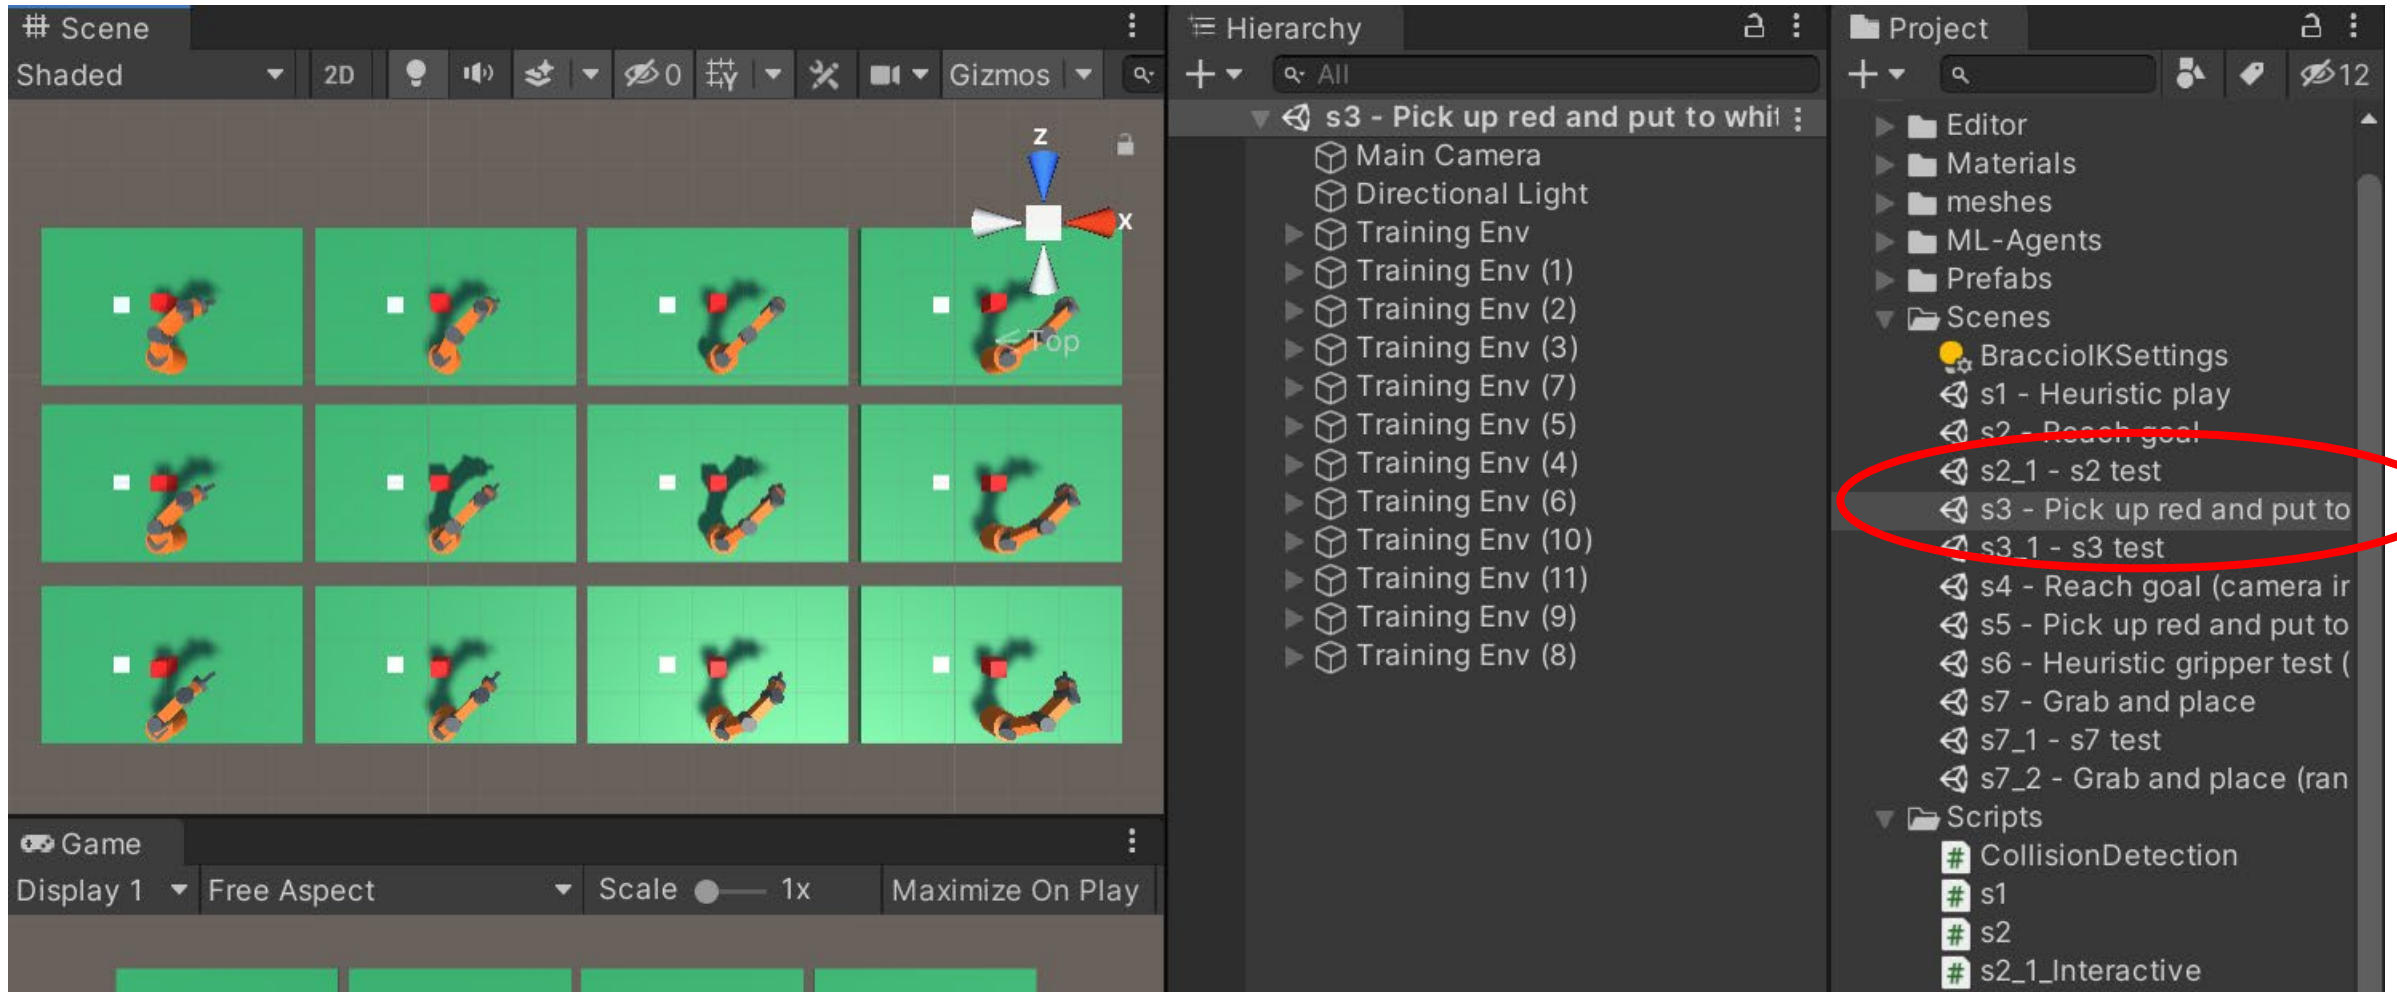 Scene
Shaded
2D
0
Gizmos
z
x
Top
Game
Display 1
Free Aspect
Scale
1x
Maximize On Play
Hierarchy
All
s3 - Pick up red and put to whit
Main Camera
Directional Light
Training Env
Training Env (1)
Training Env (2)
Training Env (3)
Training Env (7)
Training Env (5)
Training Env (4)
Training Env (6)
Training Env (10)
Training Env (11)
Training Env (9)
Training Env (8)
Project
12
Editor
Materials
meshes
ML-Agents
Prefabs
Scenes
BraccioIKSettings
s1 - Heuristic play
s2 - Reach goal
s2_1 - s2 test
s3 - Pick up red and put to
s3_1 - s3 test
s4 - Reach goal (camera ir
s5 - Pick up red and put to
s6 - Heuristic gripper test (
s7 - Grab and place
s7_1 - s7 test
s7_2 - Grab and place (ran
Scripts
# CollisionDetection
# s1
# s2
# s2_1_Interactive